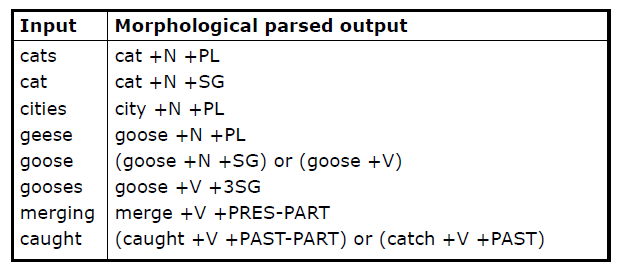 Input Morphological parsed output
cats cat +N +PL
cat cat +N +SG
cities city +N +PL
geese goose +N +PL
goose (goose +N +SG) or (goose +V)
gooses goose +V +3SG
merging merge +V +PRES-PART
caught (caught +V +PAST-PART) or (catch +V +PAST)